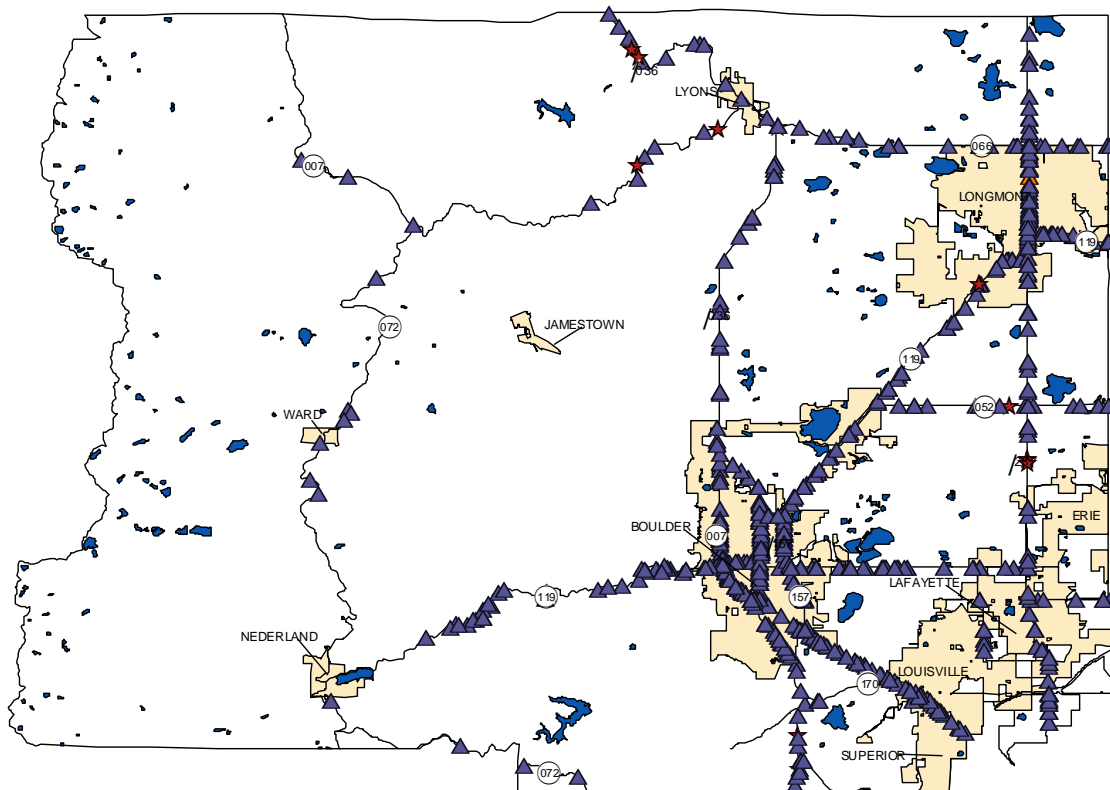 036
LYONS
066
007
LONGMONT
119
072
JAMESTOWN
036
119
WARD
052
BOULDER
007
ERIE
LAFAYETTE
119
157
NEDERLAND
LOUISVILLE
170
SUPERIOR
072